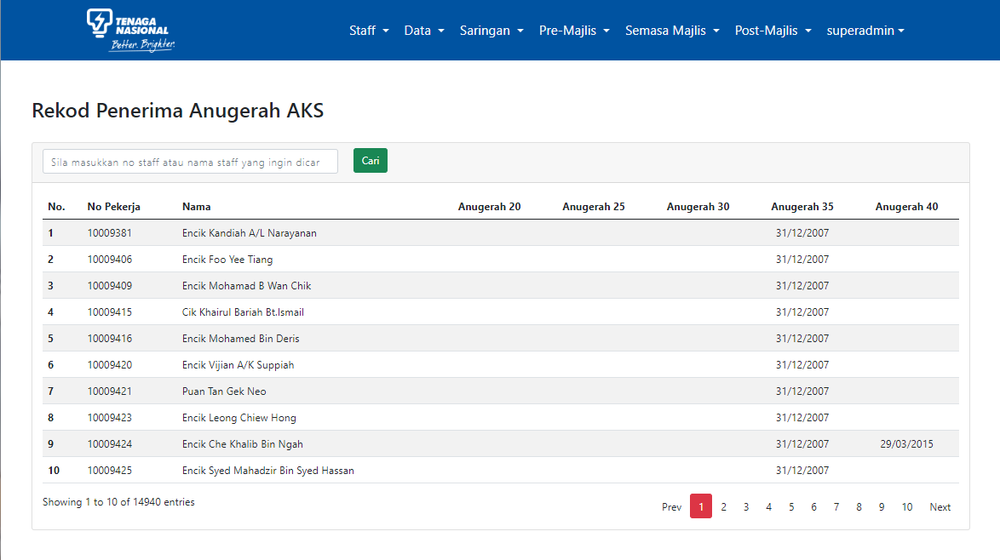 TENAGA
NASIONAL
Better. Brighter.
Staff Data Saringan Pre-Majlis Semasa Majlis Post-Majlis superadmin
Rekod Penerima Anugerah AKS
Sila masukkan no staff atau nama staff yang ingin dicar Cari
No. No Pekerja Nama Anugerah 20 Anugerah 25 Anugerah 30 Anugerah 35 Anugerah 40
1 10009381 Encik Kandiah A/L Narayanan 31/12/2007
2 10009406 Encik Foo Yee Tiang 31/12/2007
3 10009409 Encik Mohamad B Wan Chik 31/12/2007
4 10009415 Cik Khairul Bariah Bt.Ismail 31/12/2007
5 10009416 Encik Mohamed Bin Deris 31/12/2007
6 10009420 Encik Vijian A/K Suppiah 31/12/2007
7 10009421 Puan Tan Gek Neo 31/12/2007
8 10009423 Encik Leong Chiew Hong 31/12/2007
9 10009424 Encik Che Khalib Bin Ngah 31/12/2007 29/03/2015
10 10009425 Encik Syed Mahadzir Bin Syed Hassan 31/12/2007
Showing 1 to 10 of 14940 entries
Prev 1 2 3 4 5 6 7 8 9 10 Next